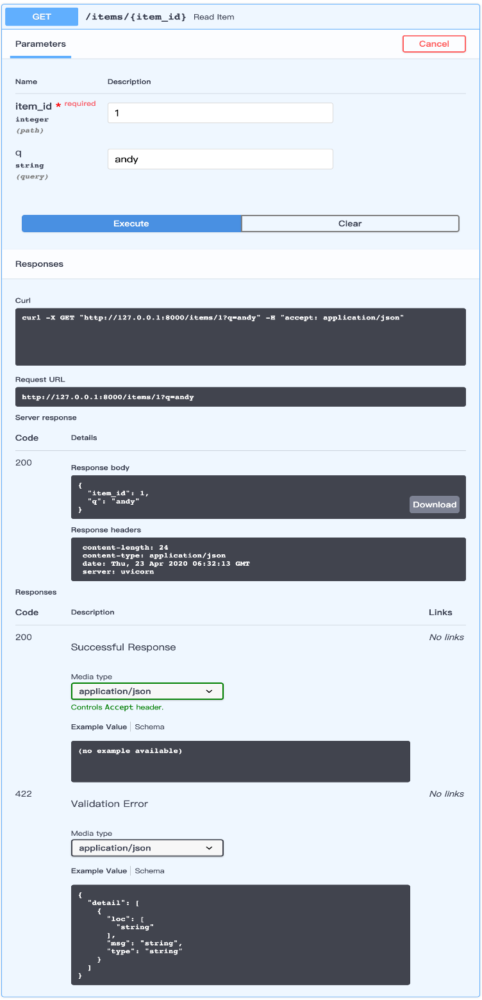 GET /items/{item_id} Read Item
Parameters
Cancel
Name Description
item_id * required
integer
(path)
1
q
string
(query)
andy
Execute
Clear
Responses
Curl
curl -X GET "http://127.0.0.1:8000/items/1?q=andy" -H "accept: application/json"
Request URL
http://127.0.0.1:8000/items/1?q=andy
Server response
Code Details
200
Response body
{
  "item_id": 1,
  "q": "andy"
}
Download
Response headers
content-length: 24
content-type: application/json
date: Thu, 23 Apr 2020 06:32:13 GMT
server: uvicorn
Responses
Code Description Links
200
Successful Response
No links
Media type
application/json
Controls Accept header.
Example Value Schema
(no example available)
422
Validation Error
No links
Media type
application/json
Example Value Schema
{
  "detail": [
    {
      "loc": [
        "string"
      ],
      "msg": "string",
      "type": "string"
    }
  ]
}